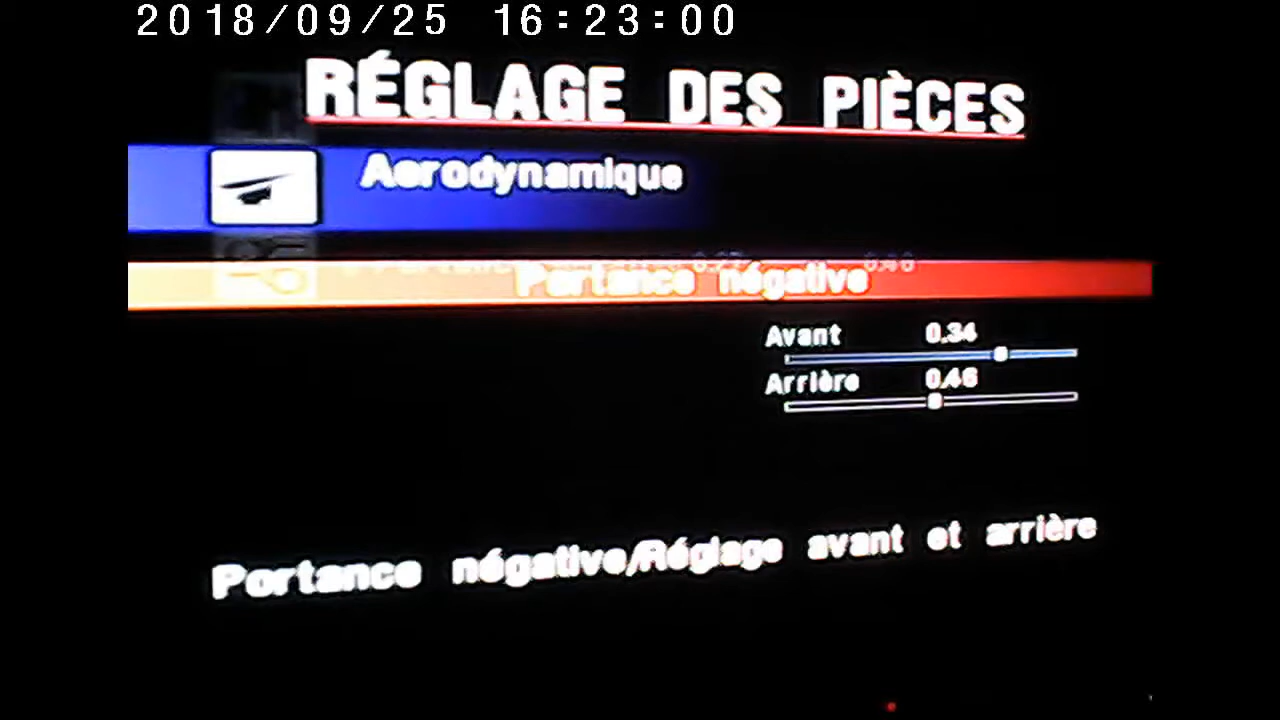 2018/09/25 16:23:00
RÉGLAGE DES PIÈCES
Aerodynamique
Portance négative
Avant 0.34
Arrière 0.46
Portance négative/Réglage avant et arrière